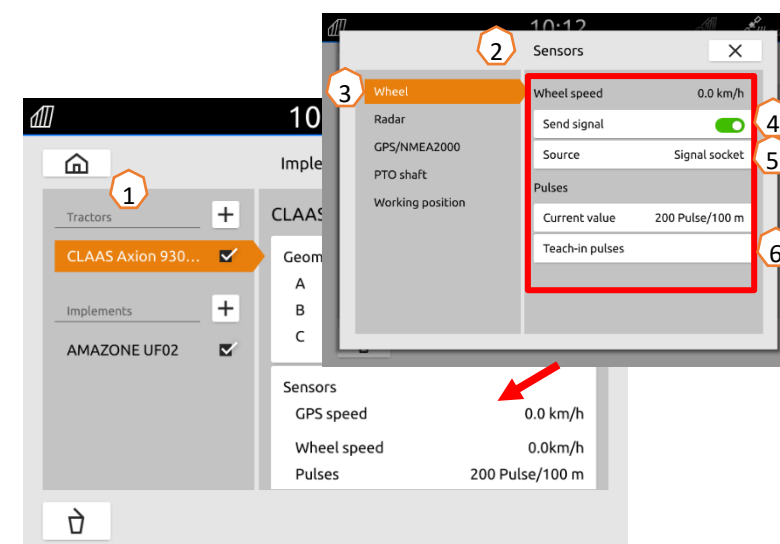 10:12
2
Sensors
3
Wheel
Radar
GPS/NMEA2000
PTO shaft
Working position
Wheel speed 0.0 km/h
Send signal
4
Source Signal socket
5
Pulses
Current value 200 Pulse/100 m
Teach-in pulses
6
10
Imple
1
Tractors
+
CLAAS Axion 930...
Implements
+
AMAZONE UF02
CLAAS
Geom
A
B
C
Sensors
GPS speed 0.0 km/h
Wheel speed 0.0km/h
Pulses 200 Pulse/100 m